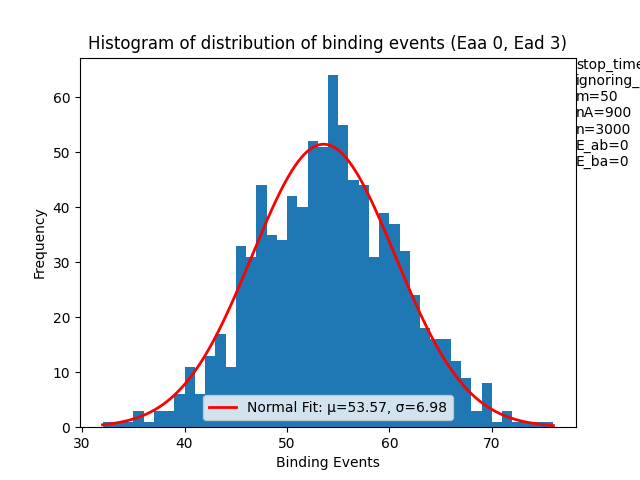 Histogram of distribution of binding events (Eaa 0, Ead 3)
stop_time
ignoring_
m=50
nA=900
n=3000
E_ab=0
E_ba=0
Frequency
60
50
40
30
20
10
0
Normal Fit: μ=53.57, σ=6.98
30 40 50 60 70
Binding Events